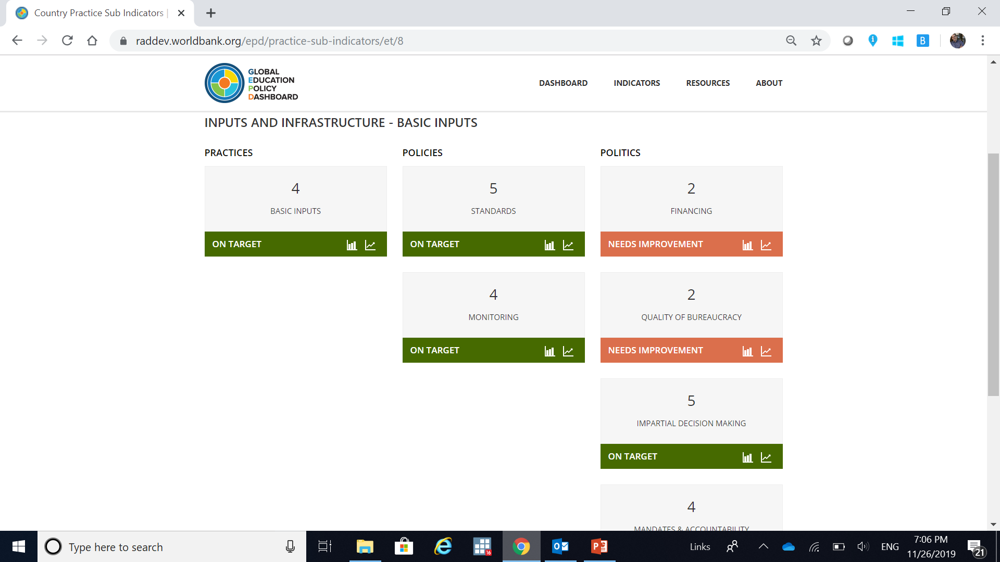 Country Practice Sub Indicators |
raddev.worldbank.org/epd/practice-sub-indicators/et/8
B
GLOBAL
EDUCATION
POLICY
DASHBOARD
DASHBOARD
INDICATORS
RESOURCES
ABOUT
INPUTS AND INFRASTRUCTURE - BASIC INPUTS
PRACTICES
POLICIES
POLITICS
4
BASIC INPUTS
ON TARGET
5
STANDARDS
ON TARGET
2
FINANCING
NEEDS IMPROVEMENT
4
MONITORING
ON TARGET
2
QUALITY OF BUREAUCRACY
NEEDS IMPROVEMENT
5
IMPARTIAL DECISION MAKING
ON TARGET
4
MANDATES & ACCOUNTABILITY
Type here to search
16
Links
ENG
7:06 PM
11/26/2019
21